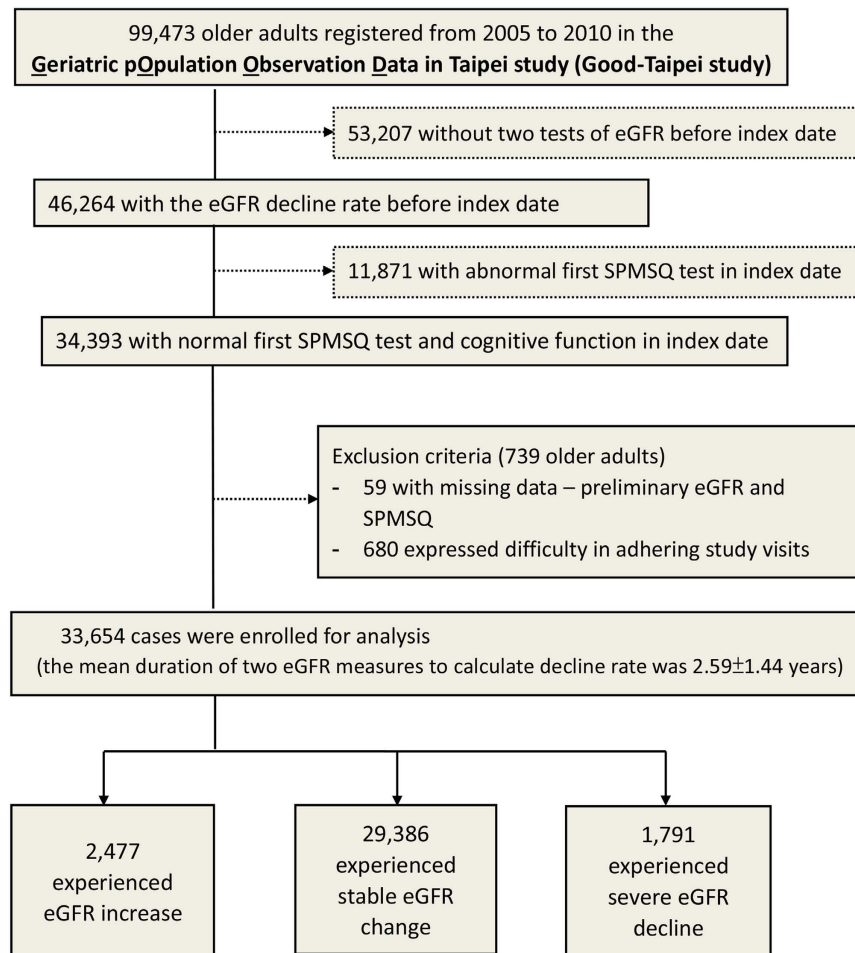 99,473 older adults registered from 2005 to 2010 in the
Geriatric pOpulation Observation Data in Taipei study (Good-Taipei study)
53,207 without two tests of eGFR before index date
46,264 with the eGFR decline rate before index date
11,871 with abnormal first SPMSQ test in index date
34,393 with normal first SPMSQ test and cognitive function in index date
Exclusion criteria (739 older adults)
- 59 with missing data – preliminary eGFR and
SPMSQ
- 680 expressed difficulty in adhering study visits
33,654 cases were enrolled for analysis
(the mean duration of two eGFR measures to calculate decline rate was 2.59±1.44 years)
2,477
experienced
eGFR increase
29,386
experienced
stable eGFR
change
1,791
experienced
severe eGFR
decline